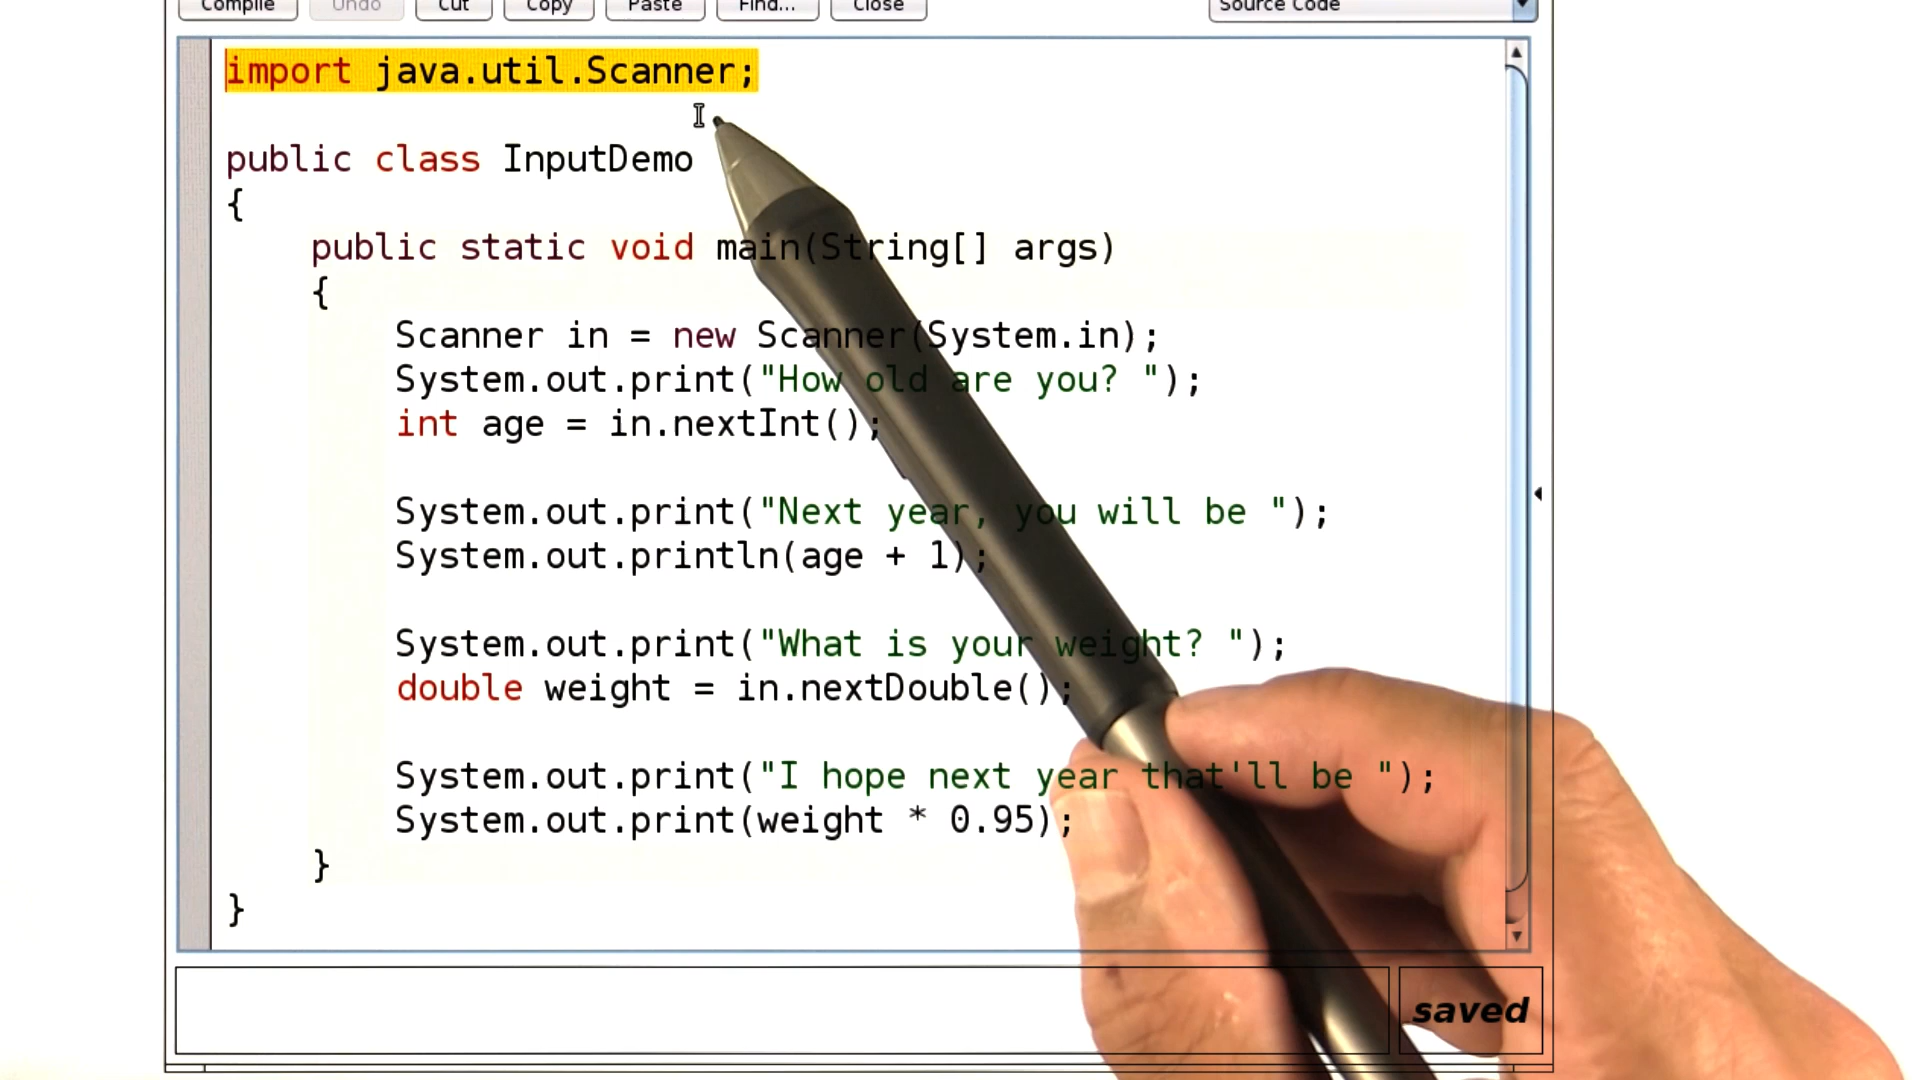 Compile Undo Cut Copy Paste Find... Close Source Code
import java.util.Scanner;
public class InputDemo
{
public static void main(String[] args)
{
Scanner in = new Scanner(System.in);
System.out.print("How old are you? ");
int age = in.nextInt();
System.out.print("Next year, you will be ");
System.out.println(age + 1);
System.out.print("What is your weight? ");
double weight = in.nextDouble();
System.out.print("I hope next year that'll be ");
System.out.print(weight * 0.95);
}
}
saved